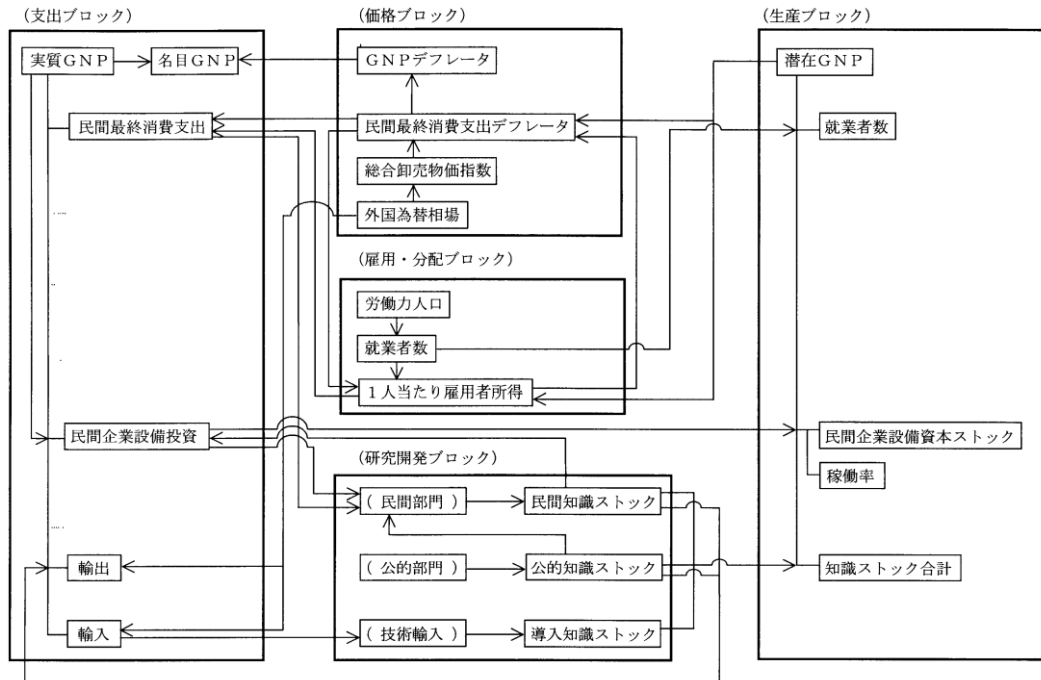 (支出ブロック)
(価格ブロック)
(生産ブロック)
実質GNP
名目GNP
GNPデフレータ
潜在GNP
民間最終消費支出
民間最終消費支出デフレータ
就業者数
総合卸売物価指数
外国為替相場
(雇用・分配ブロック)
労働力人口
就業者数
1人当たり雇用者所得
民間企業設備投資
民間企業設備資本ストック
(研究開発ブロック)
稼働率
(民間部門)
民間知識ストック
輸出
(公的部門)
公的知識ストック
知識ストック合計
輸入
(技術輸入)
導入知識ストック